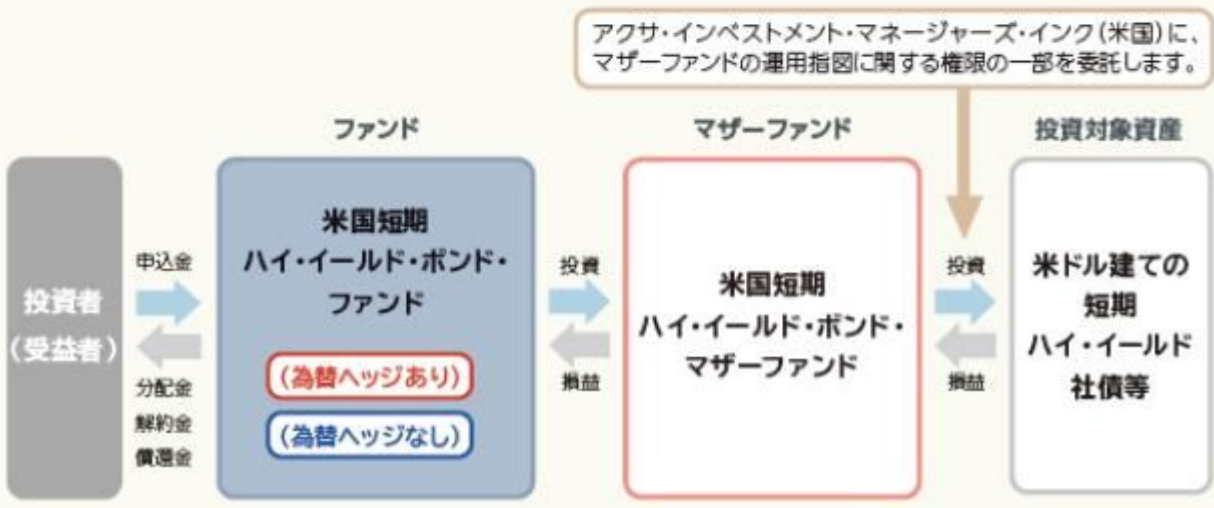 アクサ・インベストメント・マネージャーズ・インク(米国)に、
マザーファンドの運用指図に関する権限の一部を委託します。
ファンド
マザーファンド
投資対象資産
投資者
(受益者)
申込金
分配金
解約金
償還金
米国短期
ハイ・イールド・ボンド・
ファンド
(為替ヘッジあり)
(為替ヘッジなし)
投資
損益
米国短期
ハイ・イールド・ボンド・
マザーファンド
投資
損益
米ドル建ての
短期
ハイ・イールド
社債等